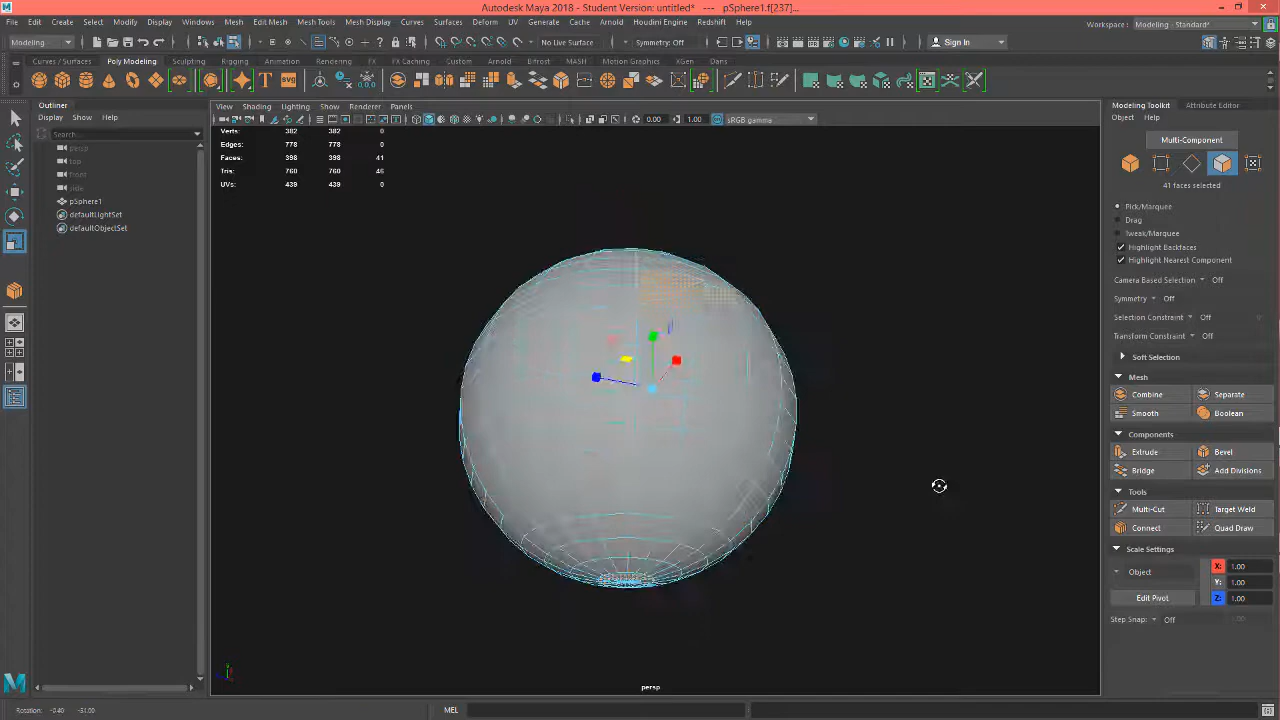 Autodesk Maya 2018 - Student Version: untitled* --- pSphere1.f[237]...
File Edit Create Select Modify Display Windows Mesh Edit Mesh Mesh Tools Mesh Display Curves Surfaces Deform UV Generate Cache Arnold Houdini Engine Redshift Help
Workspace : Modeling - Standard*
Modeling No Live Surface Symmetry: Off Sign In
Curves / Surfaces Poly Modeling Sculpting Rigging Animation Rendering FX FX Caching Custom Arnold Bifrost MASH Motion Graphics XGen Dans
Outliner
Display Show Help
Search...
persp
top
front
side
pSphere1
defaultLightSet
defaultObjectSet
View Shading Lighting Show Renderer Panels
0.00 1.00 sRGB gamma
Verts: 382 382 0
Edges: 778 778 0
Faces: 398 398 41
Tris: 760 760 46
UVs: 439 439 0
persp
Modeling Toolkit Attribute Editor
Object Help
Multi-Component
41 faces selected
Pick/Marquee
Drag
Tweak/Marquee
Highlight Backfaces
Highlight Nearest Component
Camera Based Selection Off
Symmetry Off
Selection Constraint Off
Transform Constraint Off
Soft Selection
Mesh
Combine Separate
Smooth Boolean
Components
Extrude Bevel
Bridge Add Divisions
Tools
Multi-Cut Target Weld
Connect Quad Draw
Scale Settings
Object
X: 1.00
Y: 1.00
Z: 1.00
Edit Pivot
Step Snap: Off
MEL